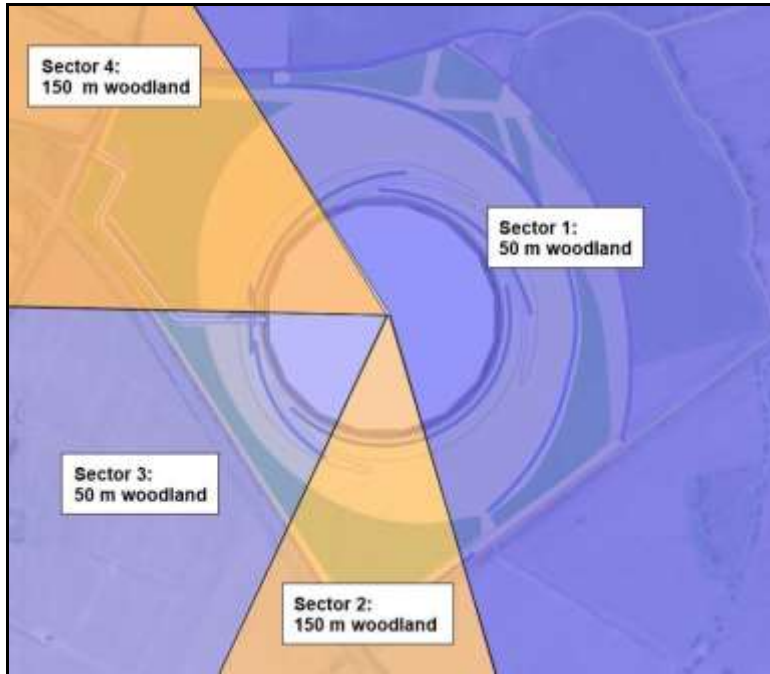 Sector 4:
150 m woodland
Sector 1:
50 m woodland
Sector 3:
50 m woodland
Sector 2:
150 m woodland